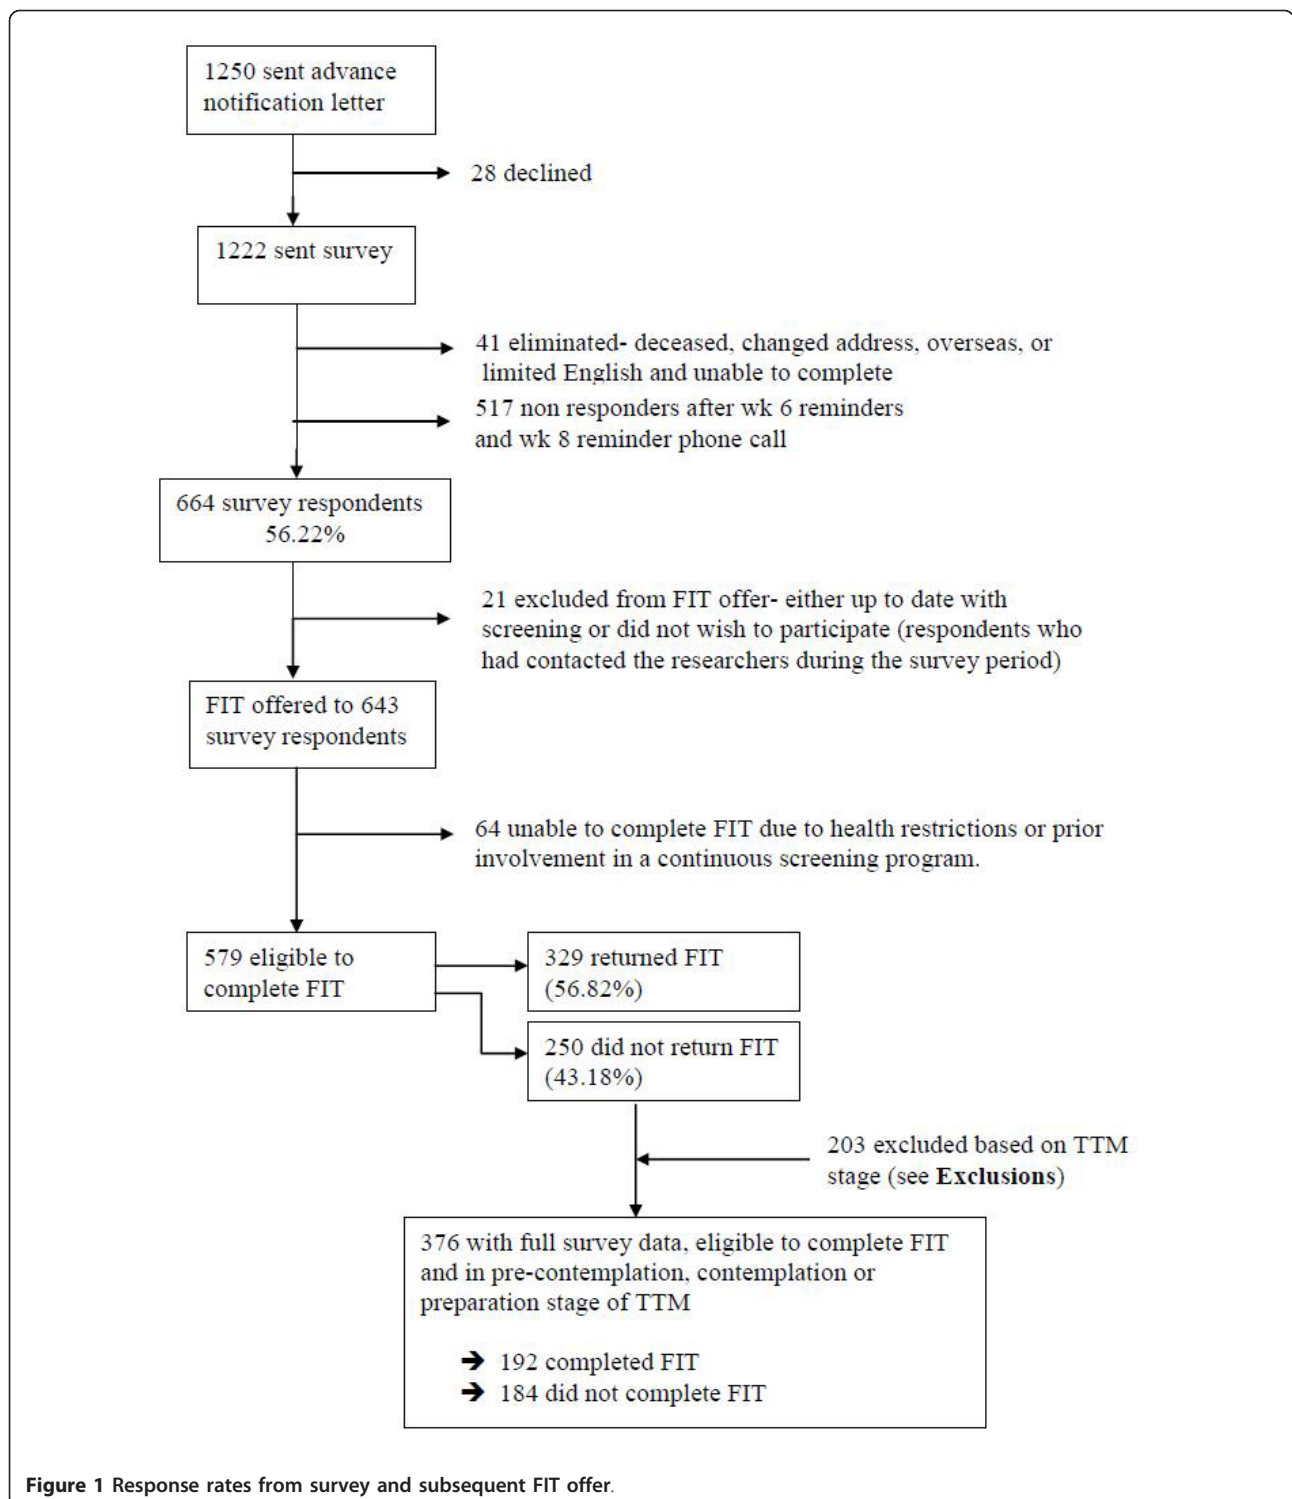 1250 sent advance
notification letter
28 declined
1222 sent survey
41 eliminated- deceased, changed address, overseas, or
limited English and unable to complete
517 non responders after wk 6 reminders
and wk 8 reminder phone call
664 survey respondents
56.22%
21 excluded from FIT offer- either up to date with
screening or did not wish to participate (respondents who
had contacted the researchers during the survey period)
FIT offered to 643
survey respondents
64 unable to complete FIT due to health restrictions or prior
involvement in a continuous screening program.
579 eligible to
complete FIT
329 returned FIT
(56.82%)
250 did not return FIT
(43.18%)
203 excluded based on TTM
stage (see Exclusions)
376 with full survey data, eligible to complete FIT
and in pre-contemplation, contemplation or
preparation stage of TTM
➔ 192 completed FIT
➔ 184 did not complete FIT
Figure 1 Response rates from survey and subsequent FIT offer.